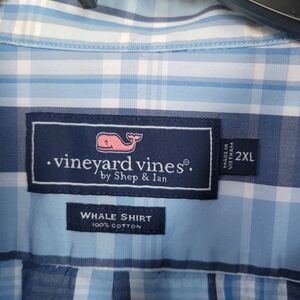 vineyard vines®
by Shep & Ian
MADE IN
VIETNAM
2XL
WHALE SHIRT
100% COTTON